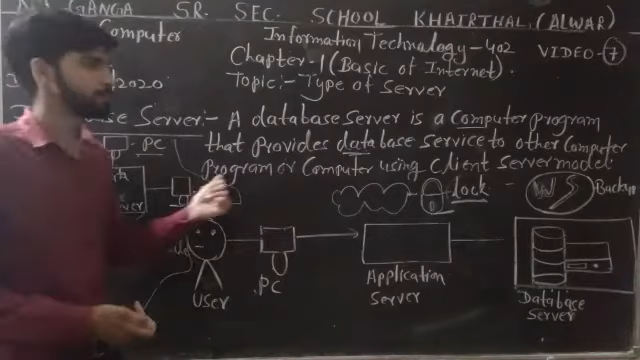 GANGA SR. SEC. SCHOOL KHAIRTHAL (ALWAR)
Computer Information Technology-402 VIDEO-7
Chapter-1 (Basic of Internet).
2020 Topic:- Type of Server
Server:- A database server is a Computer program
that provides database service to other Computer
program or Computer using Client Server model.
PC
lock - Backup
User
PC
Application Server
Database Server